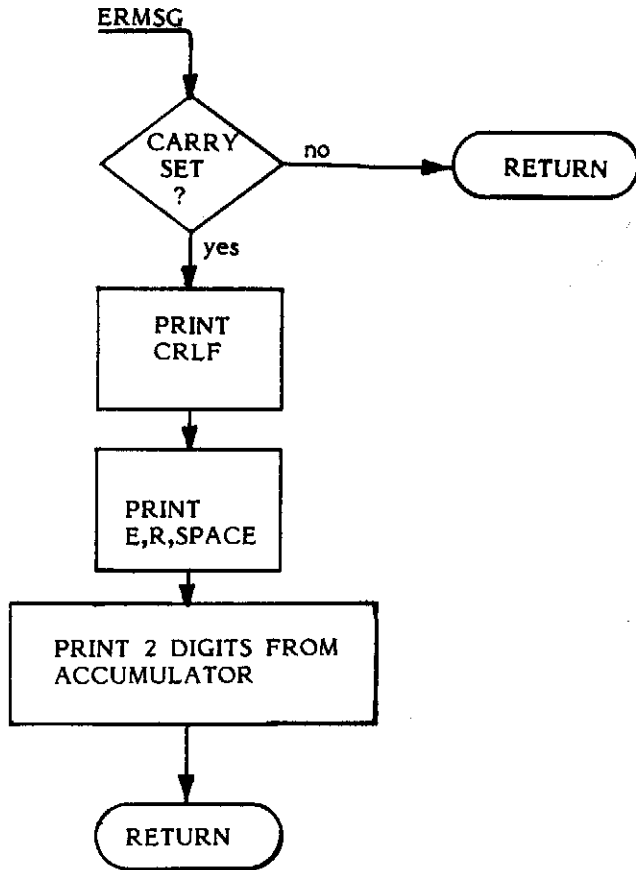 ERMSG
CARRY
SET
?
no
RETURN
yes
PRINT
CRLF
PRINT
E,R,SPACE
PRINT 2 DIGITS FROM
ACCUMULATOR
RETURN